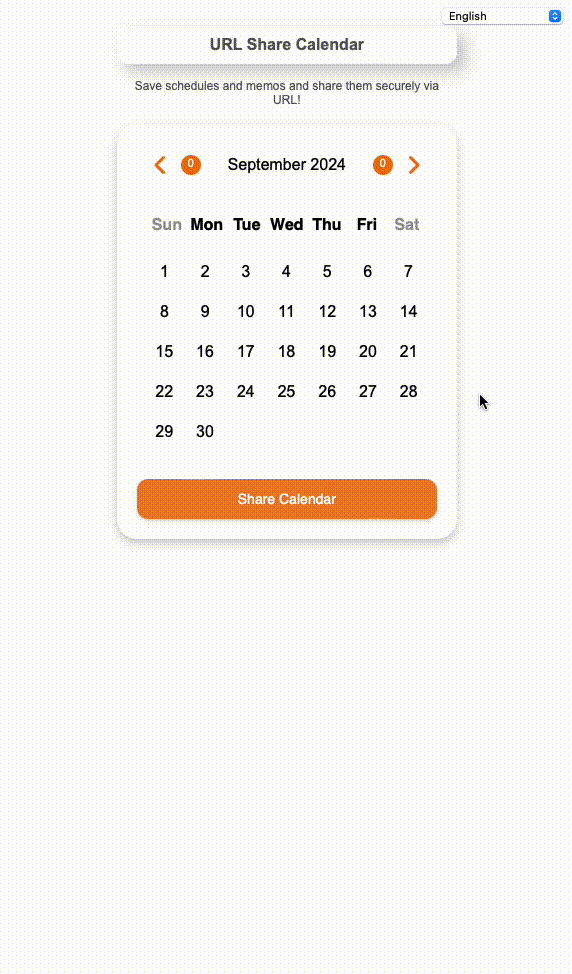 English
URL Share Calendar
Save schedules and memos and share them securely via
URL!
0 September 2024 0
Sun Mon Tue Wed Thu Fri Sat
1 2 3 4 5 6 7
8 9 10 11 12 13 14
15 16 17 18 19 20 21
22 23 24 25 26 27 28
29 30
Share Calendar